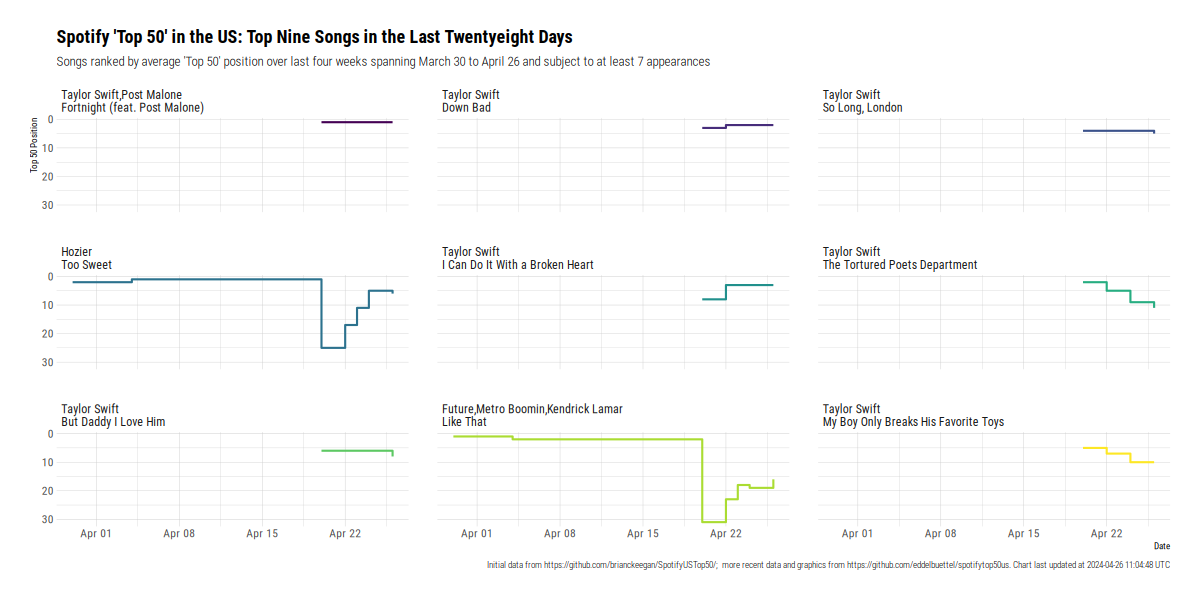 Spotify 'Top 50' in the US: Top Nine Songs in the Last Twentyeight Days
Songs ranked by average 'Top 50' position over last four weeks spanning March 30 to April 26 and subject to at least 7 appearances
Taylor Swift,Post Malone
Fortnight (feat. Post Malone)
Taylor Swift
Down Bad
Taylor Swift
So Long, London
Top 50 Position
0
10
20
30
Hozier
Too Sweet
Taylor Swift
I Can Do It With a Broken Heart
Taylor Swift
The Tortured Poets Department
0
10
20
30
Taylor Swift
But Daddy I Love Him
Future,Metro Boomin,Kendrick Lamar
Like That
Taylor Swift
My Boy Only Breaks His Favorite Toys
0
10
20
30
Apr 01 Apr 08 Apr 15 Apr 22
Apr 01 Apr 08 Apr 15 Apr 22
Apr 01 Apr 08 Apr 15 Apr 22
Date
Initial data from https://github.com/brianckeegan/SpotifyUSTop50/; more recent data and graphics from https://github.com/eddelbuettel/spotifytop50us. Chart last updated at 2024-04-26 11:04:48 UTC